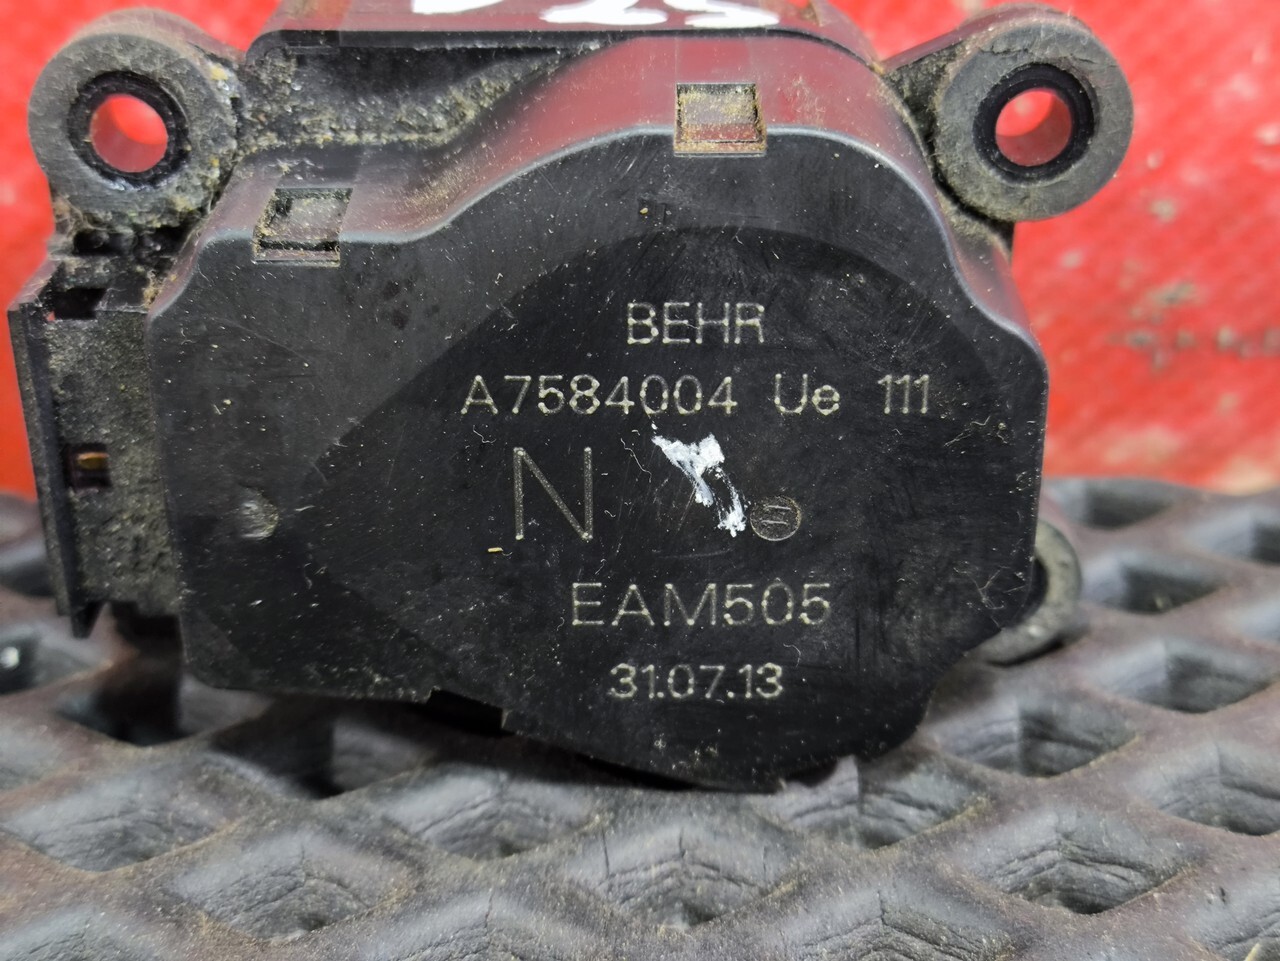 BEHR
A7584004 Ue 111
N
EAM505
31.07.13